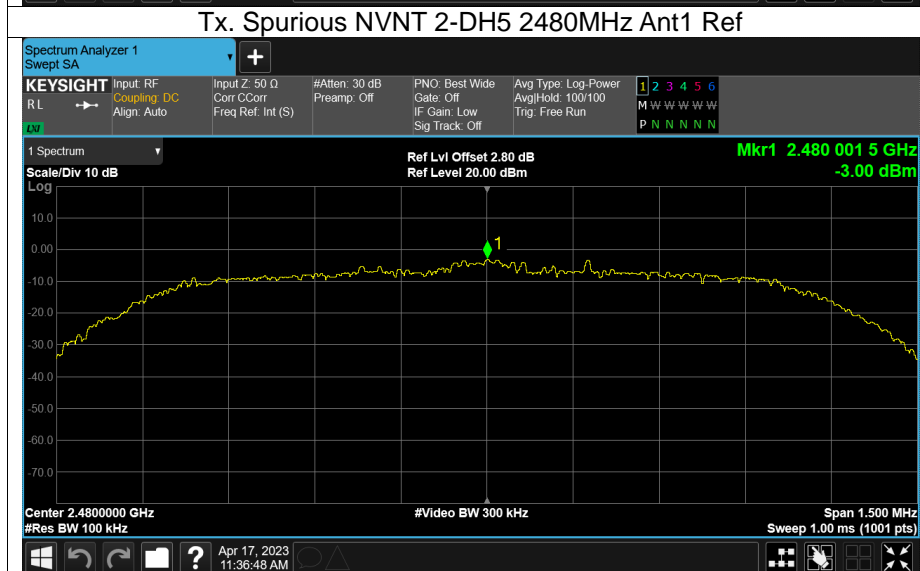 Tx. Spurious NVNT 2-DH5 2480MHz Ant1 Ref
Spectrum Analyzer 1
Swept SA
KEYSIGHT
R L
LXI
Input: RF
Coupling: DC
Align: Auto
Input Z: 50 Ω
Corr CCorr
Freq Ref: Int (S)
#Atten: 30 dB
Preamp: Off
PNO: Best Wide
Gate: Off
IF Gain: Low
Sig Track: Off
Avg Type: Log-Power
Avg|Hold: 100/100
Trig: Free Run
1 2 3 4 5 6
M W W W W W
P N N N N N
1 Spectrum
Scale/Div 10 dB
Ref Lvl Offset 2.80 dB
Ref Level 20.00 dBm
Mkr1 2.480 001 5 GHz
-3.00 dBm
Log
10.0
0.00
-10.0
-20.0
-30.0
-40.0
-50.0
-60.0
-70.0
1
Center 2.4800000 GHz
#Res BW 100 kHz
#Video BW 300 kHz
Span 1.500 MHz
Sweep 1.00 ms (1001 pts)
?
Apr 17, 2023
11:36:48 AM